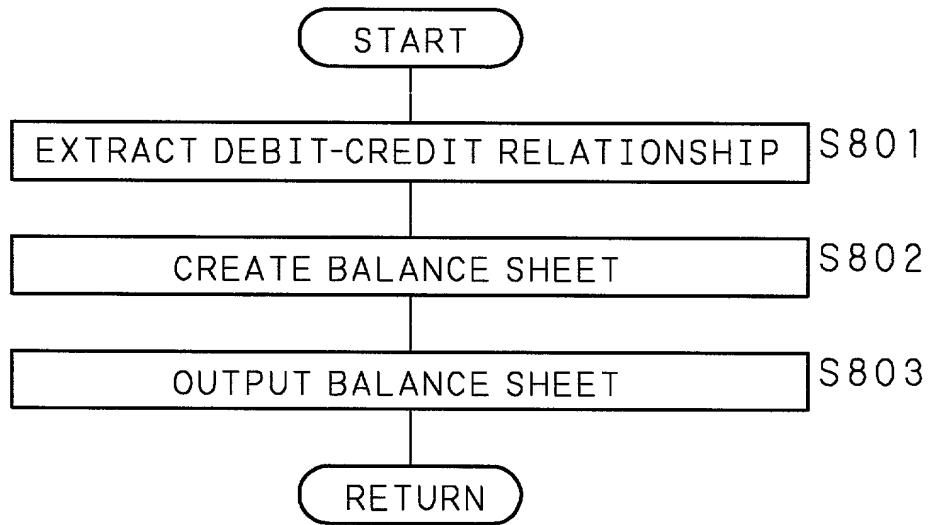 START
EXTRACT DEBIT-CREDIT RELATIONSHIP S801
CREATE BALANCE SHEET S802
OUTPUT BALANCE SHEET S803
RETURN